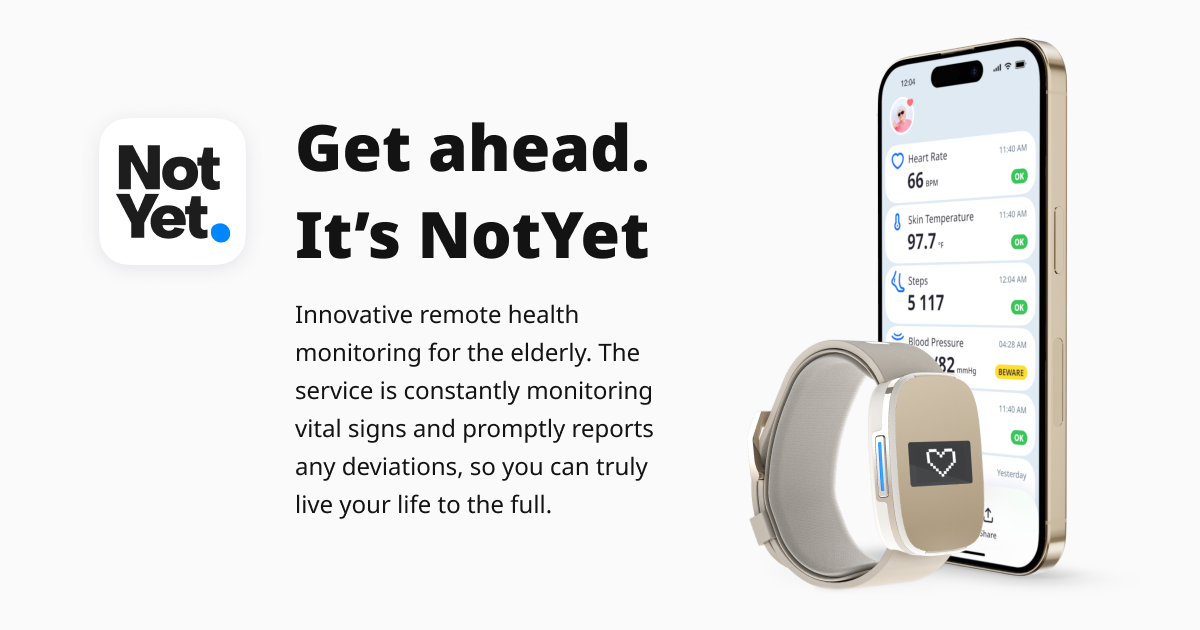 Not
Yet.
Get ahead.
It’s NotYet
Innovative remote health
monitoring for the elderly. The
service is constantly monitoring
vital signs and promptly reports
any deviations, so you can truly
live your life to the full.
12:04
Heart Rate
11:40 AM
66 BPM
OK
Skin Temperature
11:40 AM
97.7 °F
OK
Steps
12:04 AM
5 117
OK
Blood Pressure
04:28 AM
/82 mmHg
BEWARE
11:40 AM
OK
Yesterday
Share